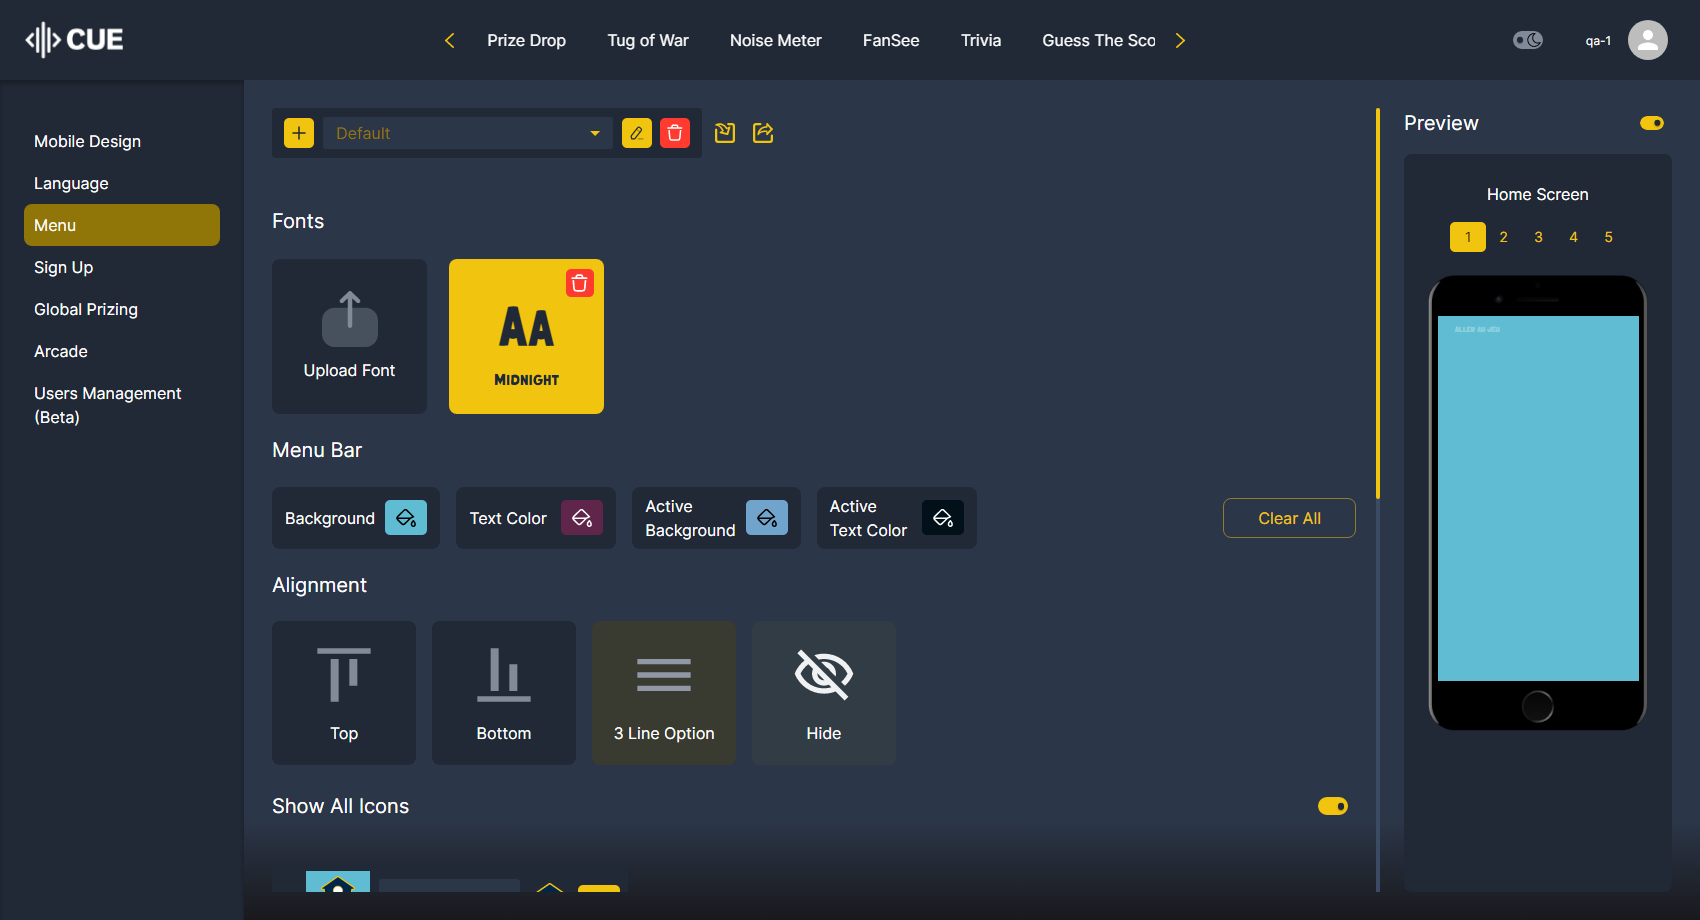 CUE
Prize Drop
Tug of War
Noise Meter
FanSee
Trivia
Guess The Sco
qa-1
Mobile Design
Language
Menu
Sign Up
Global Prizing
Arcade
Users Management
(Beta)
Default
Fonts
Upload Font
AA
MIDNIGHT
Menu Bar
Background
Text Color
Active
Background
Active
Text Color
Clear All
Alignment
Top
Bottom
3 Line Option
Hide
Show All Icons
Preview
Home Screen
1 2 3 4 5